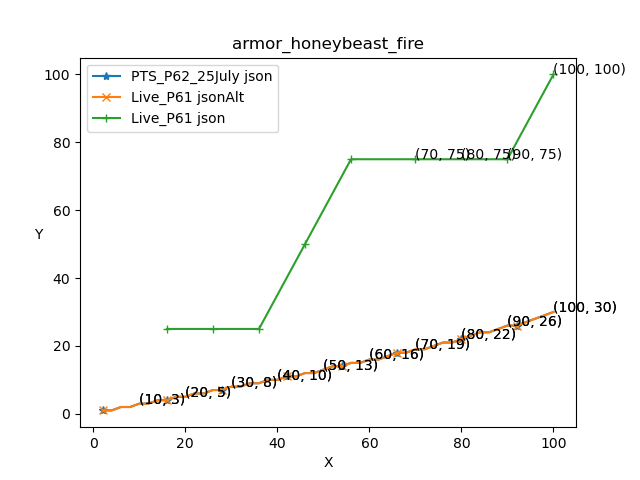 armor_honeybeast_fire
PTS_P62_25July json
Live_P61 jsonAlt
Live_P61 json
100
80
60
40
20
0
Y
(100, 100)
(70, 75)
(80, 75)
(90, 75)
(100, 30)
(90, 26)
(80, 22)
(70, 19)
(60, 16)
(50, 13)
(40, 10)
(30, 8)
(20, 5)
(10, 3)
0 20 40 60 80 100
X